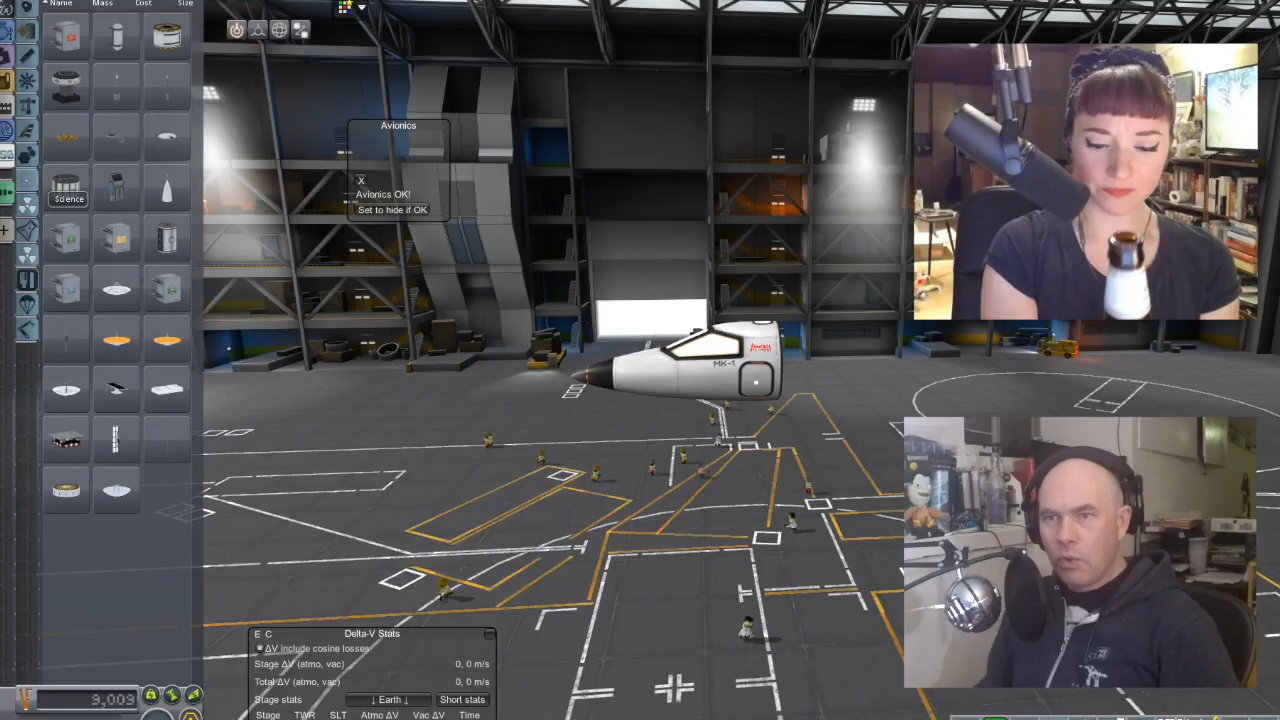 Name Mass Cost Size
Avionics
X
Avionics OK!
Set to hide if OK
Science
MK-1
E C Delta-V Stats
ΔV include cosine losses
Stage ΔV (atmo, vac) 0, 0 m/s
Total ΔV (atmo, vac) 0, 0 m/s
Stage stats ↓ Earth ↓ Short stats
Stage TWR SLT Atmo ΔV Vac ΔV Time
9,009